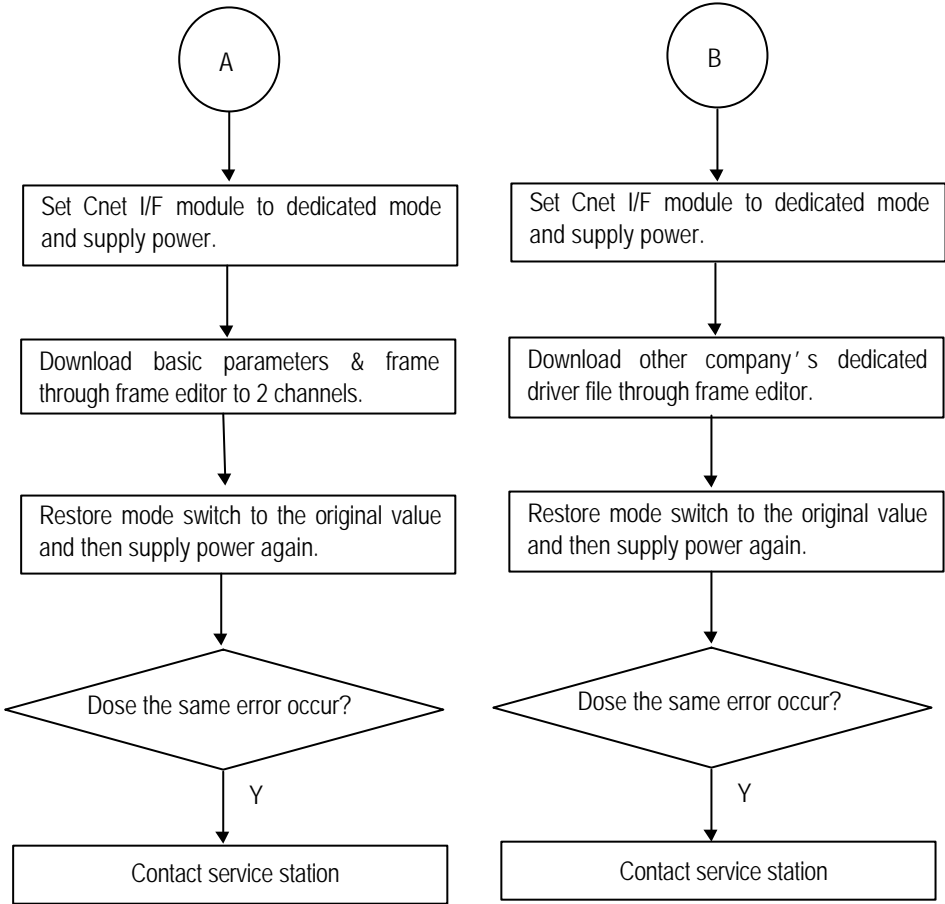 A
Set Cnet I/F module to dedicated mode
and supply power.
Download basic parameters & frame
through frame editor to 2 channels.
Restore mode switch to the original value
and then supply power again.
Dose the same error occur?
Y
Contact service station
B
Set Cnet I/F module to dedicated mode
and supply power.
Download other company's dedicated
driver file through frame editor.
Restore mode switch to the original value
and then supply power again.
Dose the same error occur?
Y
Contact service station